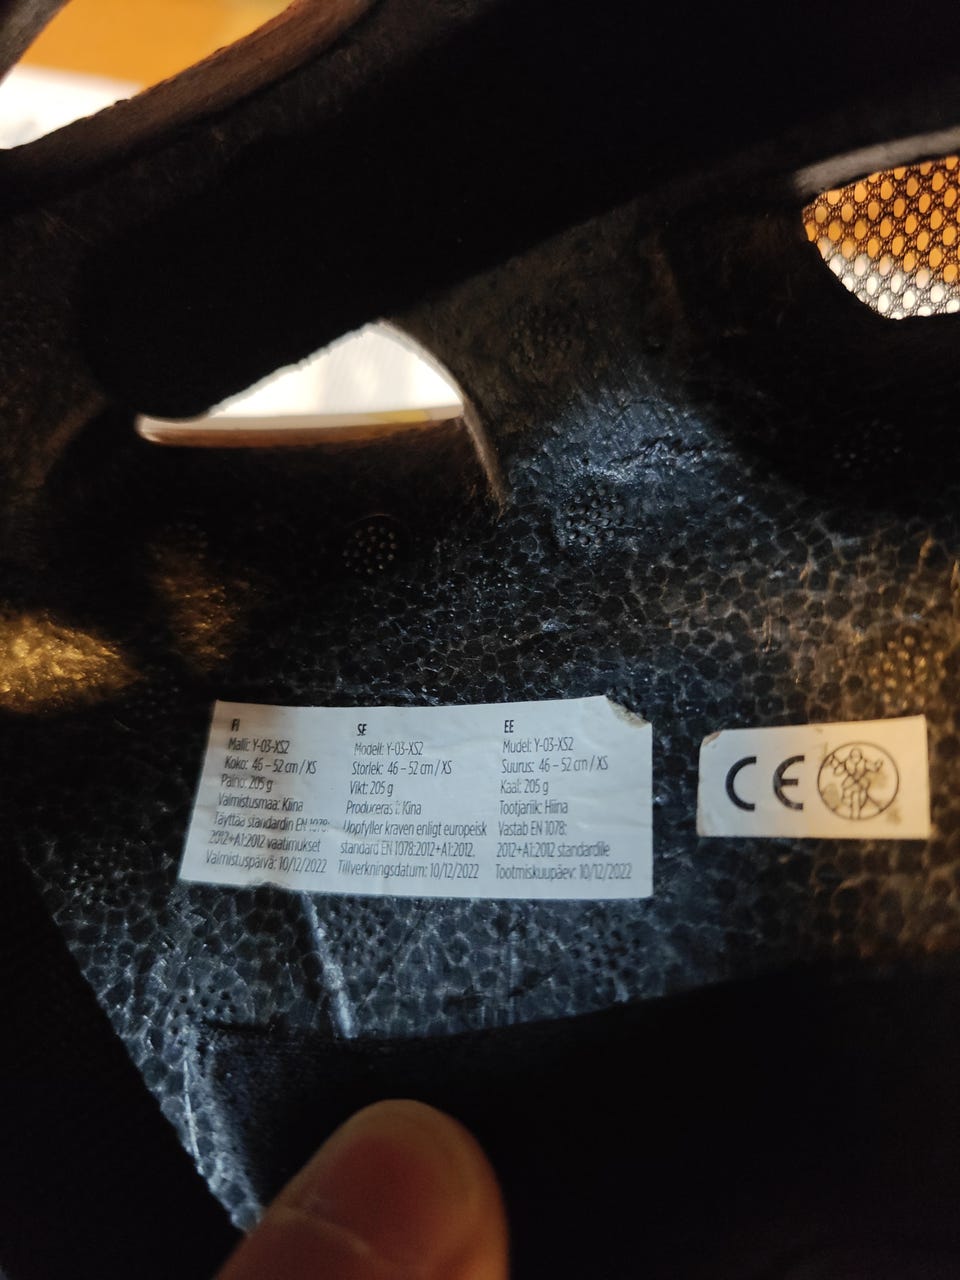 FI
Malli: Y-03-XS2
Koko: 46 – 52 cm / XS
Paino: 205 g
Valmistusmaa: Kiina
Täyttää standardin EN 1078:
2012+A1:2012 vaatimukset
Valmistuspäivä: 10/12/2022
SE
Modell: Y-03-XS2
Storlek: 46 – 52 cm / XS
Vikt: 205 g
Produceras i: Kina
Uppfyller kraven enligt europeisk
standard EN 1078:2012+A1:2012.
Tillverkningsdatum: 10/12/2022
EE
Mudel: Y-03-XS2
Suurus: 46 – 52 cm / XS
Kaal: 205 g
Tootjariik: Hiina
Vastab EN 1078:
2012+A1:2012 standardile
Tootmiskuupäev: 10/12/2022
CE